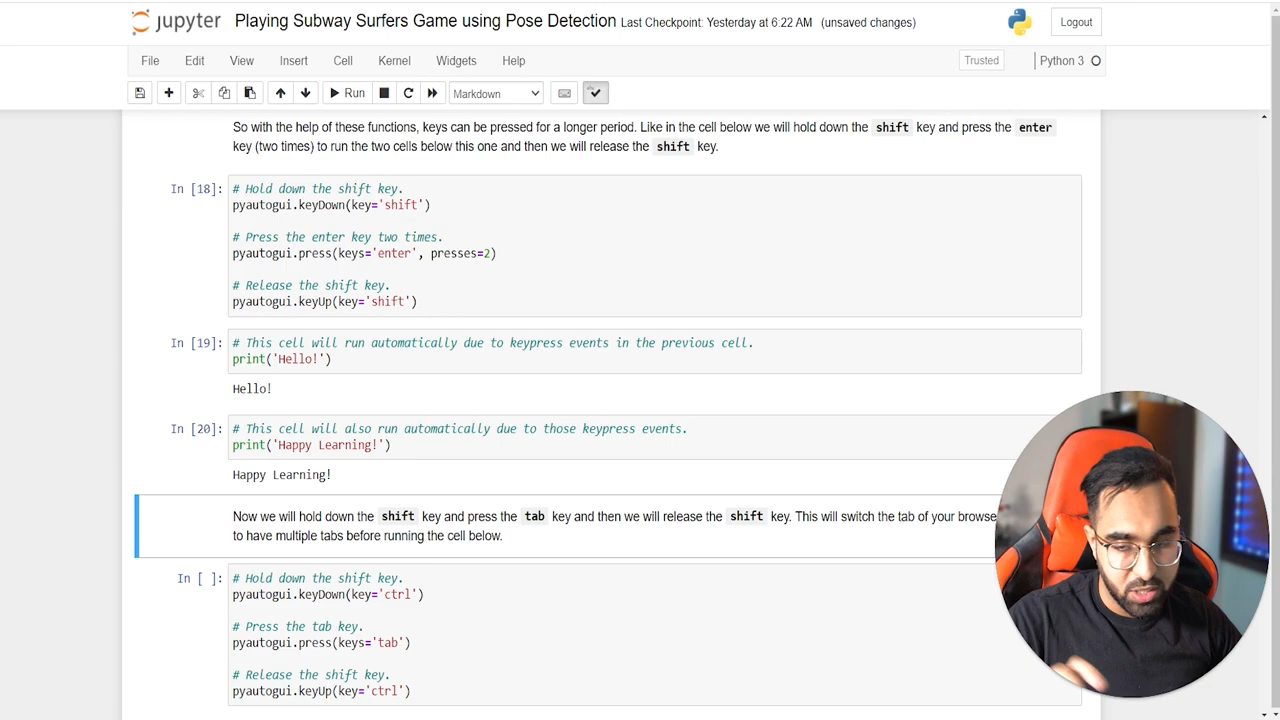 jupyter Playing Subway Surfers Game using Pose Detection Last Checkpoint: Yesterday at 6:22 AM (unsaved changes) Logout
File Edit View Insert Cell Kernel Widgets Help Trusted Python 3
Run Markdown
So with the help of these functions, keys can be pressed for a longer period. Like in the cell below we will hold down the shift key and press the enter
key (two times) to run the two cells below this one and then we will release the shift key.
In [18]: # Hold down the shift key.
pyautogui.keyDown(key='shift')
# Press the enter key two times.
pyautogui.press(keys='enter', presses=2)
# Release the shift key.
pyautogui.keyUp(key='shift')
In [19]: # This cell will run automatically due to keypress events in the previous cell.
print('Hello!')
Hello!
In [20]: # This cell will also run automatically due to those keypress events.
print('Happy Learning!')
Happy Learning!
Now we will hold down the shift key and press the tab key and then we will release the shift key. This will switch the tab of your browse
to have multiple tabs before running the cell below.
In [ ]: # Hold down the shift key.
pyautogui.keyDown(key='ctrl')
# Press the tab key.
pyautogui.press(keys='tab')
# Release the shift key.
pyautogui.keyUp(key='ctrl')